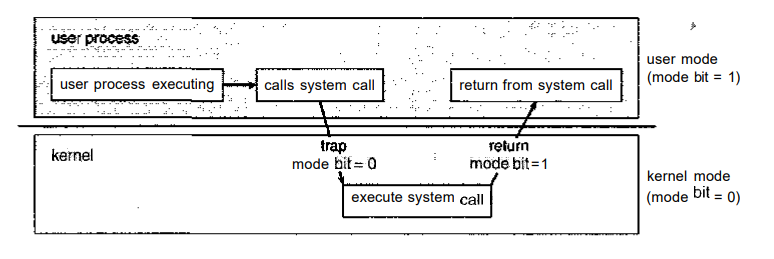 user process
user process executing
calls system call
return from system call
user mode
(mode bit = 1)
kernel
trap
mode bit = 0
return
mode bit = 1
execute system call
kernel mode
(mode bit = 0)